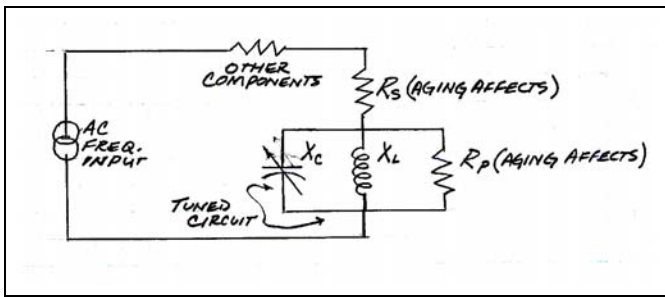 OTHER
COMPONENTS
RS (AGING AFFECTS)
AC
FREQ.
INPUT
XC
XL
RP (AGING AFFECTS)
TUNED
CIRCUIT